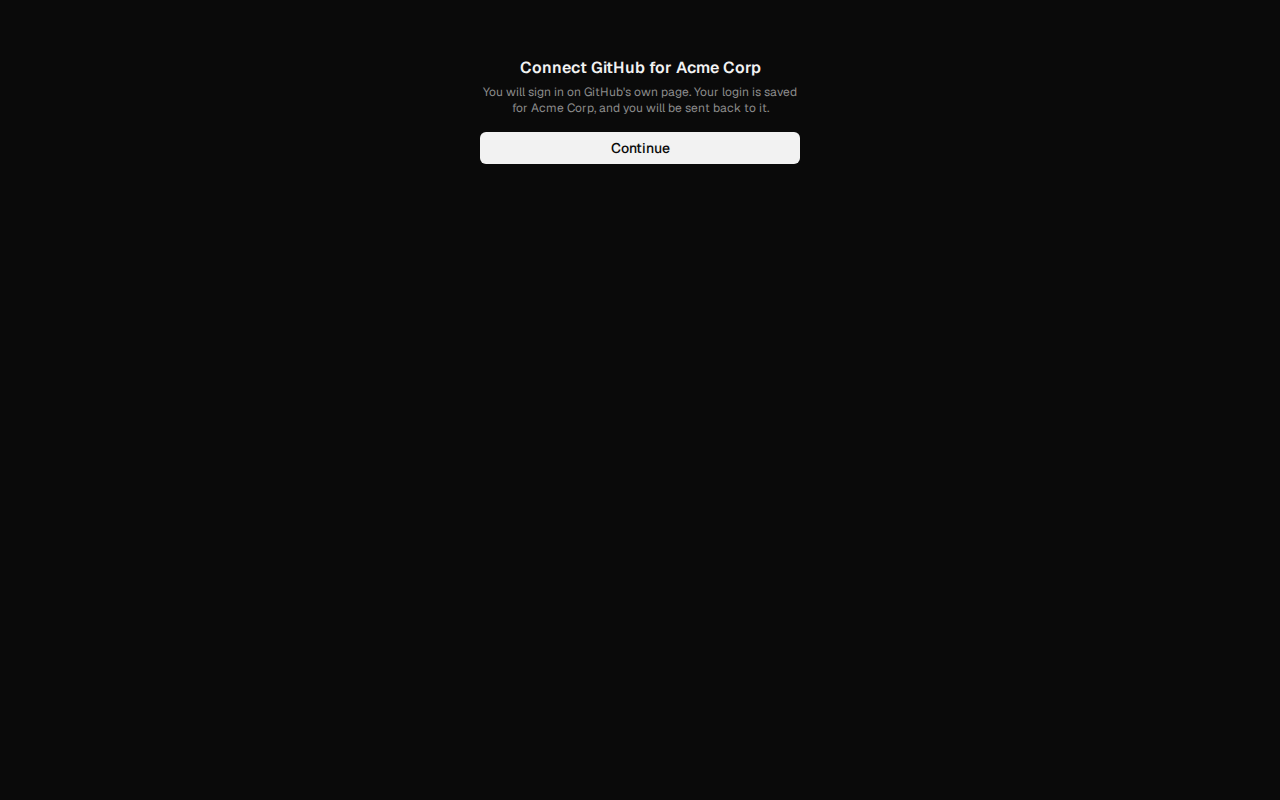 Connect GitHub for Acme Corp
You will sign in on GitHub's own page. Your login is saved
for Acme Corp, and you will be sent back to it.
Continue